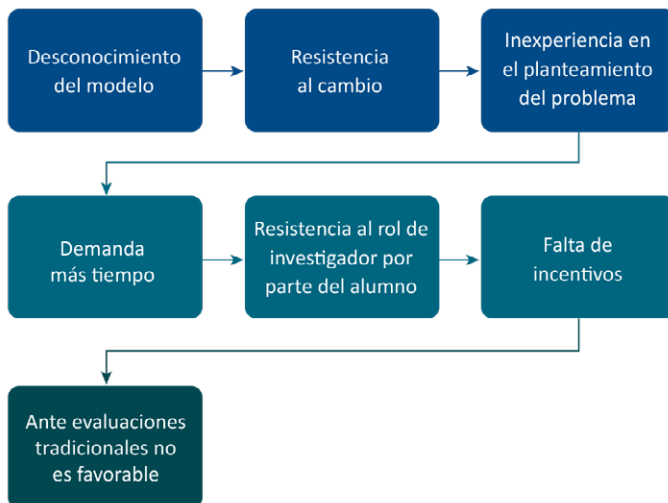 Desconocimiento
del modelo
Resistencia
al cambio
Inexperiencia en
el planteamiento
del problema
Demanda
más tiempo
Resistencia al rol de
investigador por
parte del alumno
Falta de
incentivos
Ante evaluaciones
tradicionales no
es favorable